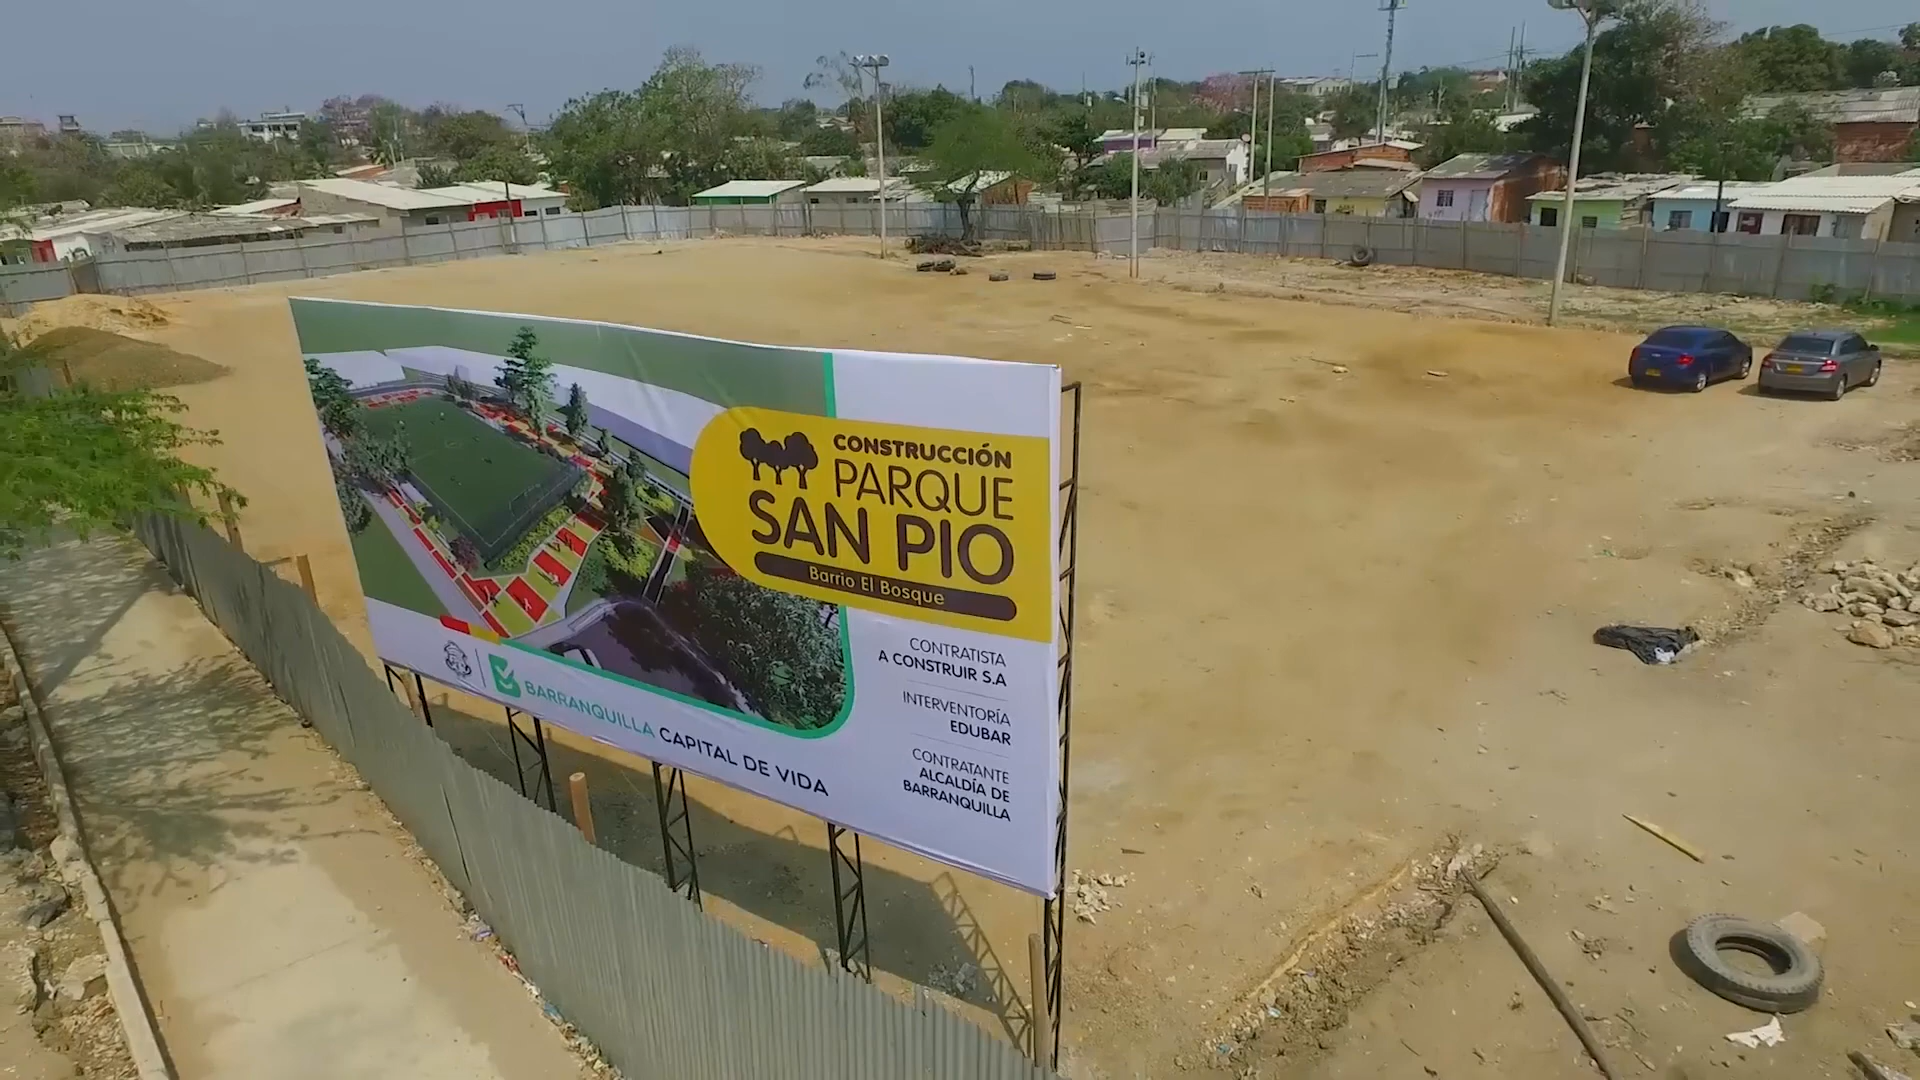 CONSTRUCCIÓN
PARQUE
SAN PIO
Barrio El Bosque
CONTRATISTA
A CONSTRUIR S.A
INTERVENTORÍA
EDUBAR
CONTRATANTE
ALCALDÍA DE
BARRANQUILLA
BARRANQUILLA CAPITAL DE VIDA